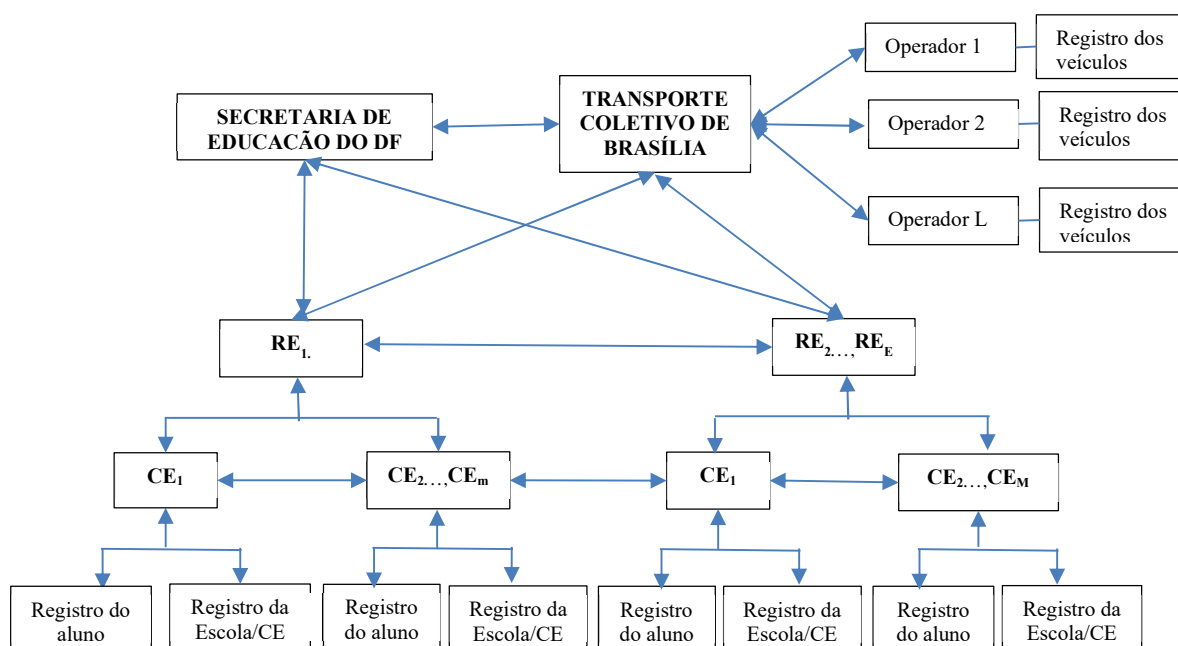 Operador 1
Registro dos
veículos
SECRETARIA DE
EDUCAÇÃO DO DF
TRANSPORTE
COLETIVO DE
BRASÍLIA
Operador 2
Registro dos
veículos
Operador L
Registro dos
veículos
RE1.
RE2...,REE
CE1
CE2...,CEm
CE1
CE2...,CEM
Registro do
aluno
Registro da
Escola/CE
Registro
do aluno
Registro da
Escola/CE
Registro
do aluno
Registro da
Escola/CE
Registro
do aluno
Registro da
Escola/CE